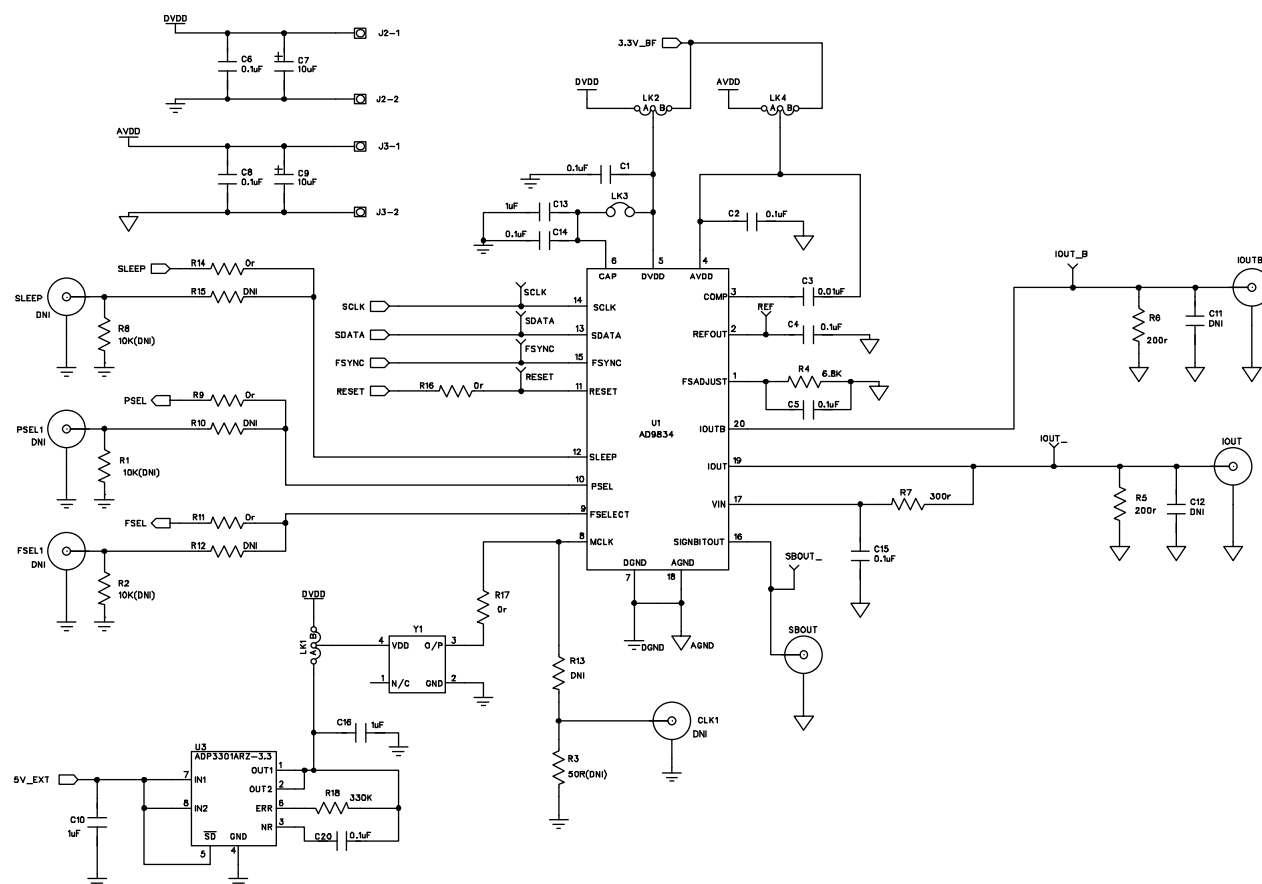 DVDD
J2-1
C6
0.1uF
+
C7
10uF
J2-2
AVDD
J3-1
C8
0.1uF
+
C9
10uF
J3-2
3.3V_BF
DVDD
LK2
A
B
AVDD
LK4
A
B
0.1uF
C1
LK3
1uF
C13
0.1uF
C14
C2
0.1uF
6
5
4
CAP
DVDD
AVDD
SLEEP
R14
0r
SLEEP
DNI
R15
DNI
R8
10K(DNI)
SCLK
SCLK
14
SCLK
SDATA
SDATA
13
SDATA
FSYNC
FSYNC
15
FSYNC
RESET
R16
0r
RESET
11
RESET
COMP
3
C3
0.01uF
REFOUT
2
REF
C4
0.1uF
FSADJUST
1
R4
6.8K
C5
0.1uF
U1
AD9834
IOUTB
20
IOUT
19
VIN
17
R7
300r
SIGNBITOUT
16
C15
0.1uF
SBOUT_
SBOUT
IOUT_B
IOUTB
R6
200r
C11
DNI
IOUT_
IOUT
R5
200r
C12
DNI
PSEL
R9
0r
PSEL1
DNI
R10
DNI
R1
10K(DNI)
12
SLEEP
10
PSEL
9
FSELECT
8
MCLK
FSEL
R11
0r
FSEL1
DNI
R12
DNI
R2
10K(DNI)
DGND
AGND
7
18
DGND
AGND
DVDD
LK1
B
A
Y1
4
VDD
O/P
3
1
N/C
GND
2
R17
0r
R13
DNI
CLK1
DNI
R3
50R(DNI)
C16
1uF
U3
ADP3301ARZ-3.3
5V_EXT
7
IN1
8
IN2
OUT1
1
OUT2
2
ERR
6
NR
3
SD
GND
5
4
R18
330K
C20
0.1uF
C10
1uF